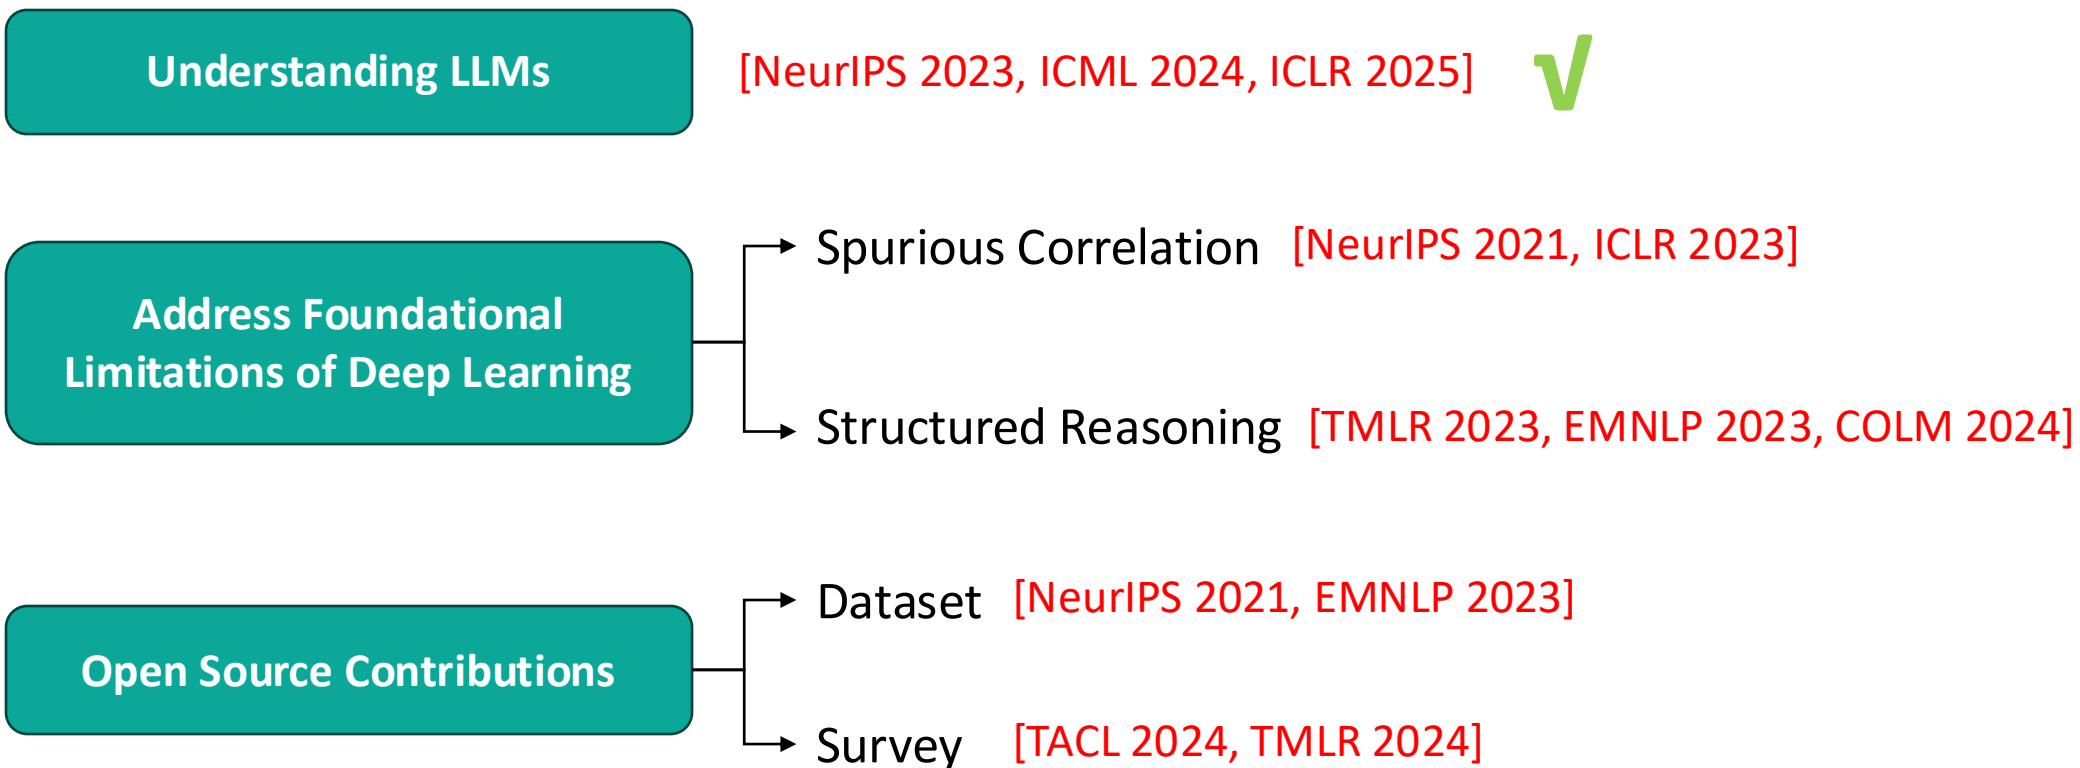 Understanding LLMs [NeurIPS 2023, ICML 2024, ICLR 2025] √
Spurious Correlation [NeurIPS 2021, ICLR 2023]
Address Foundational
Limitations of Deep Learning
Structured Reasoning [TMLR 2023, EMNLP 2023, COLM 2024]
Dataset [NeurIPS 2021, EMNLP 2023]
Open Source Contributions
Survey [TACL 2024, TMLR 2024]